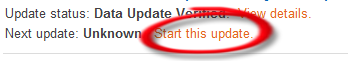 Update status: Data Update Verified. View details.
Next update: Unknown. Start this update.